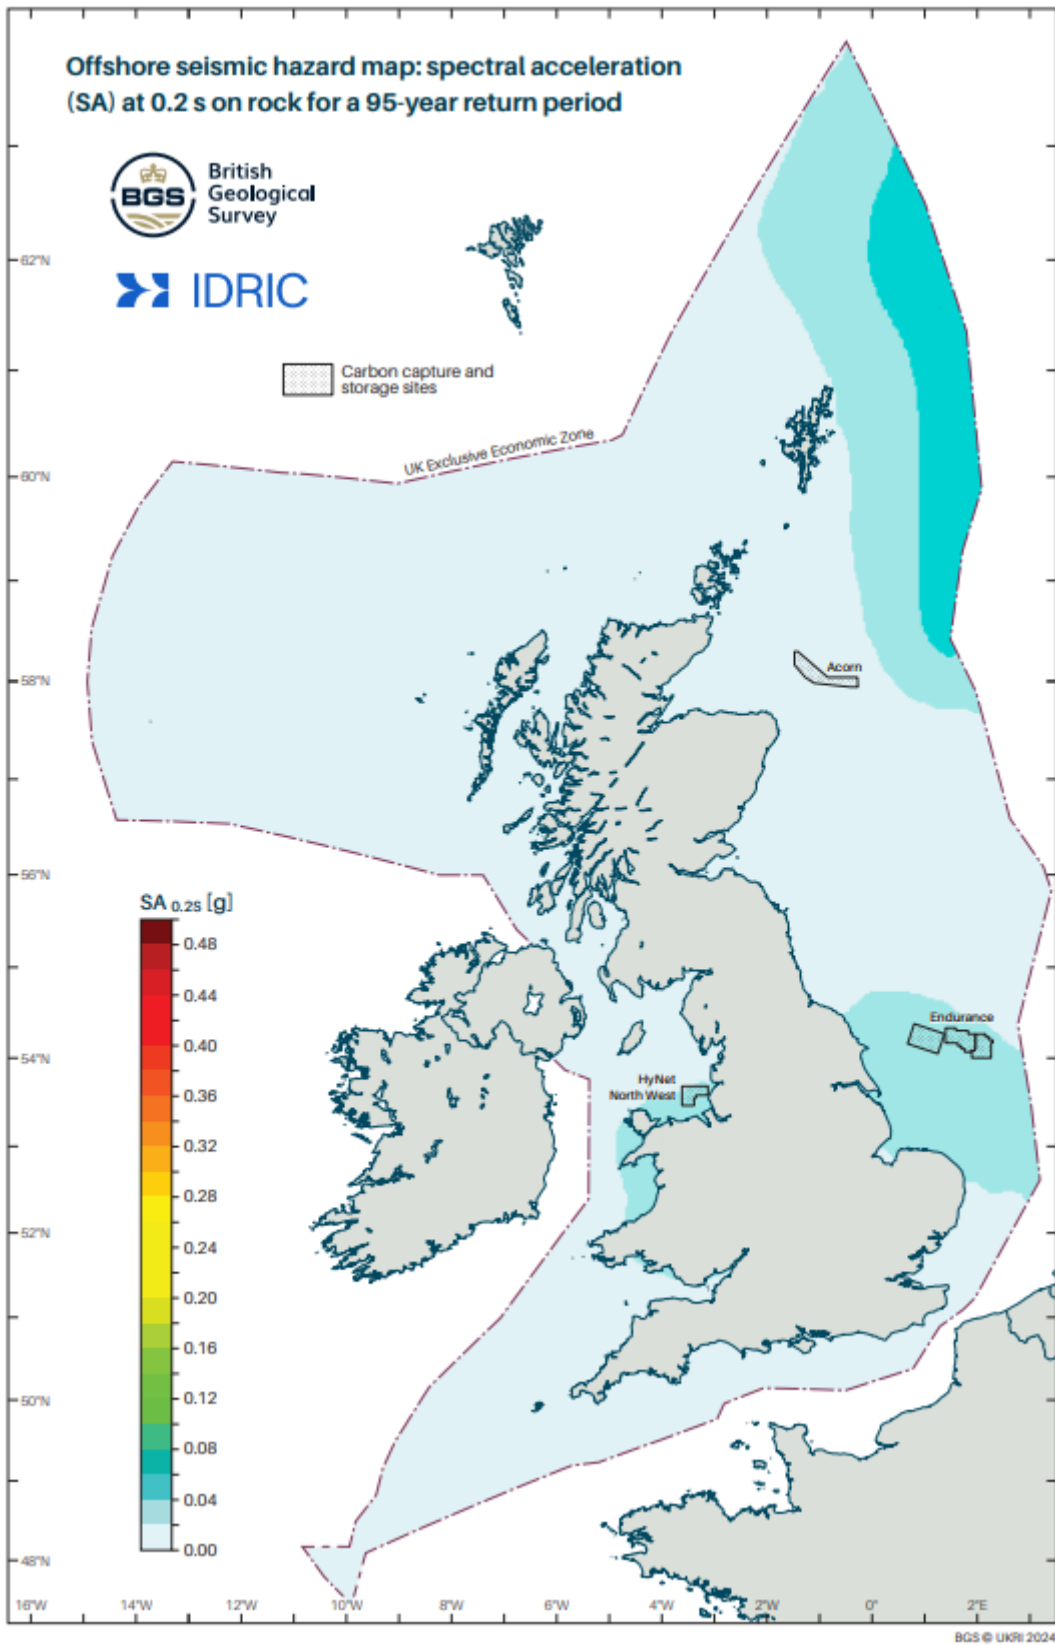 Offshore seismic hazard map: spectral acceleration
(SA) at 0.2 s on rock for a 95-year return period
BGS
British
Geological
Survey
IDRIC
Carbon capture and
storage sites
UK Exclusive Economic Zone
62°N
60°N
58°N
56°N
54°N
52°N
50°N
48°N
Acorn
Endurance
HyNet
North West
SA 0.2S [g]
0.48
0.44
0.40
0.36
0.32
0.28
0.24
0.20
0.16
0.12
0.08
0.04
0.00
16°W 14°W 12°W 10°W 8°W 6°W 4°W 2°W 0° 2°E
BGS © UKRI 2024